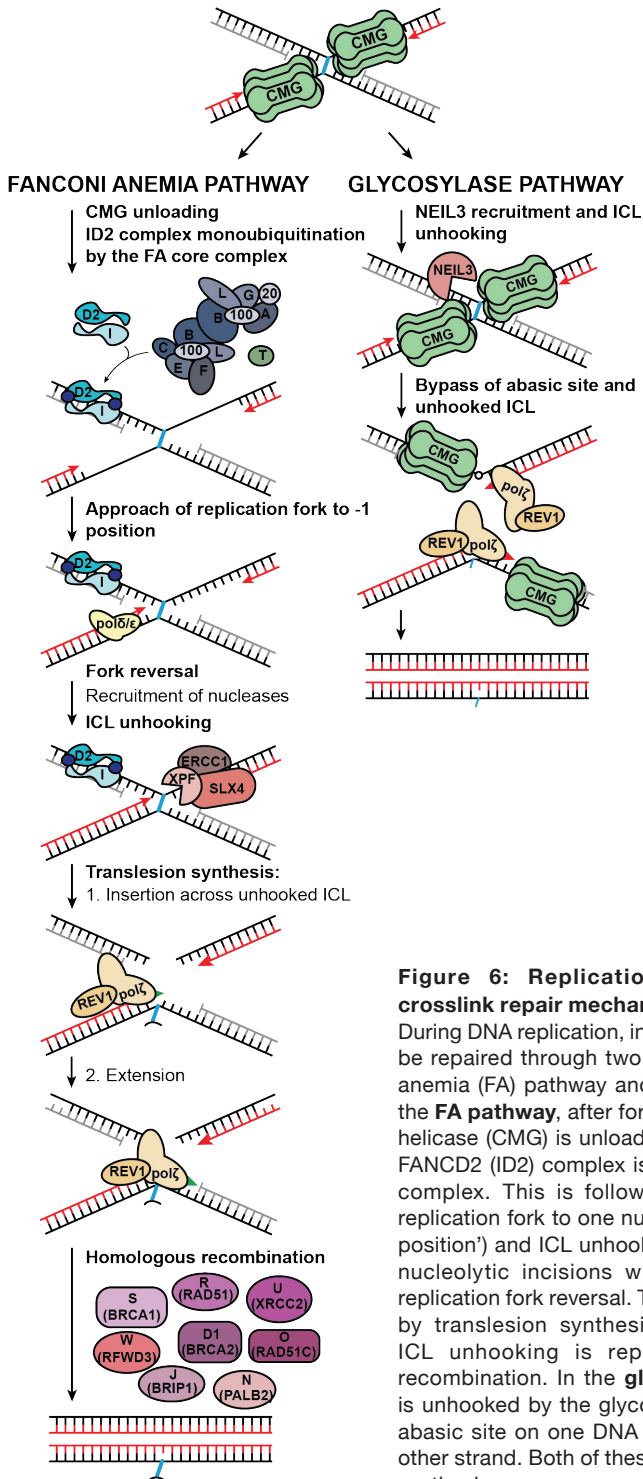 CMG
CMG
FANCONI ANEMIA PATHWAY
CMG unloading
ID2 complex monoubiquitination
by the FA core complex
D2
I
L
G
20
B
100
A
B
C
100
L
E
F
T
D2
I
Approach of replication fork to -1
position
D2
I
polδ/ε
Fork reversal
Recruitment of nucleases
ICL unhooking
D2
I
ERCC1
XPF
SLX4
Translesion synthesis:
1. Insertion across unhooked ICL
REV1
polζ
2. Extension
REV1
polζ
Homologous recombination
S
(BRCA1)
R
(RAD51)
U
(XRCC2)
W
(RFWD3)
D1
(BRCA2)
O
(RAD51C)
J
(BRIP1)
N
(PALB2)
GLYCOSYLASE PATHWAY
NEIL3 recruitment and ICL
unhooking
NEIL3
CMG
CMG
Bypass of abasic site and
unhooked ICL
CMG
polζ
REV1
REV1
polζ
CMG
Figure 6: Replicatio
crosslink repair mechar
During DNA replication, in
be repaired through two
anemia (FA) pathway and
the FA pathway, after for
helicase (CMG) is unload
FANCD2 (ID2) complex is
complex. This is follow
replication fork to one nu
position’) and ICL unhook
nucleolytic incisions w
replication fork reversal. T
by translesion synthesi
ICL unhooking is rep
recombination. In the gl
is unhooked by the glyco
abasic site on one DNA
other strand. Both of these